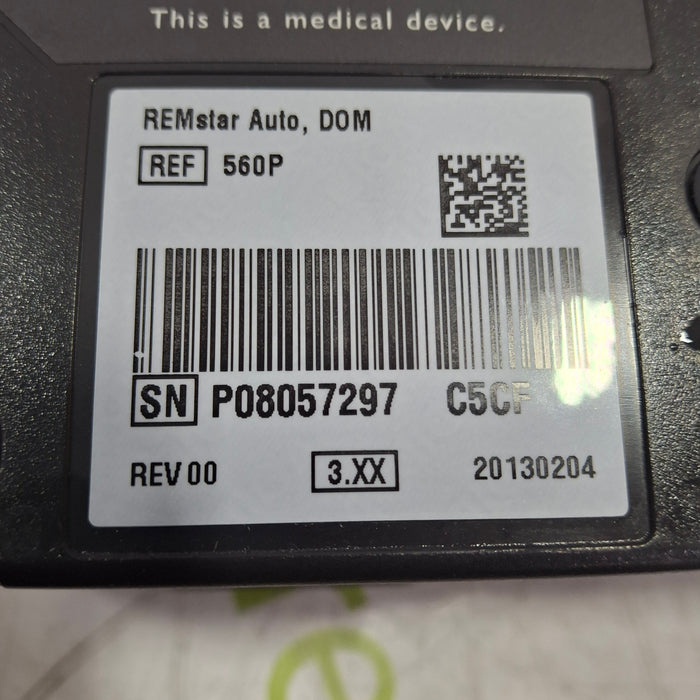 This is a medical device.
REMstar Auto, DOM
REF 560P
SN P08057297 C5CF
REV 00 3.XX 20130204
e